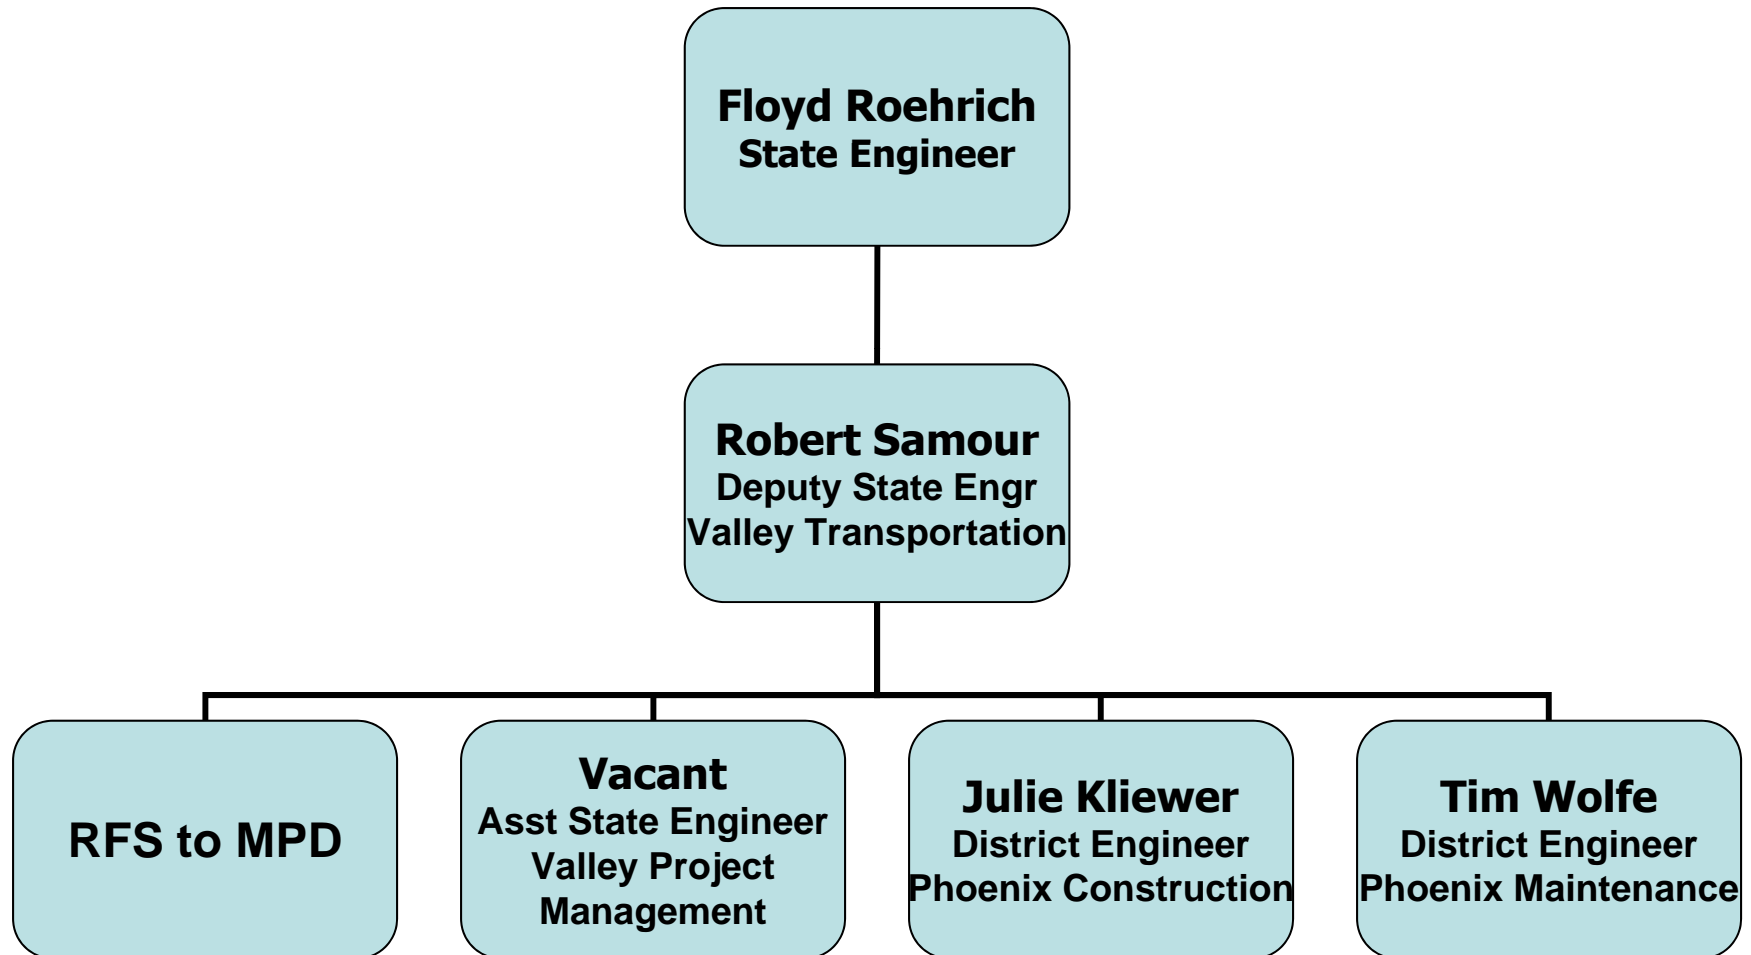 Floyd Roehrich
State Engineer
Robert Samour
Deputy State Engr
Valley Transportation
RFS to MPD
Vacant
Asst State Engineer
Valley Project
Management
Julie Kliewer
District Engineer
Phoenix Construction
Tim Wolfe
District Engineer
Phoenix Maintenance